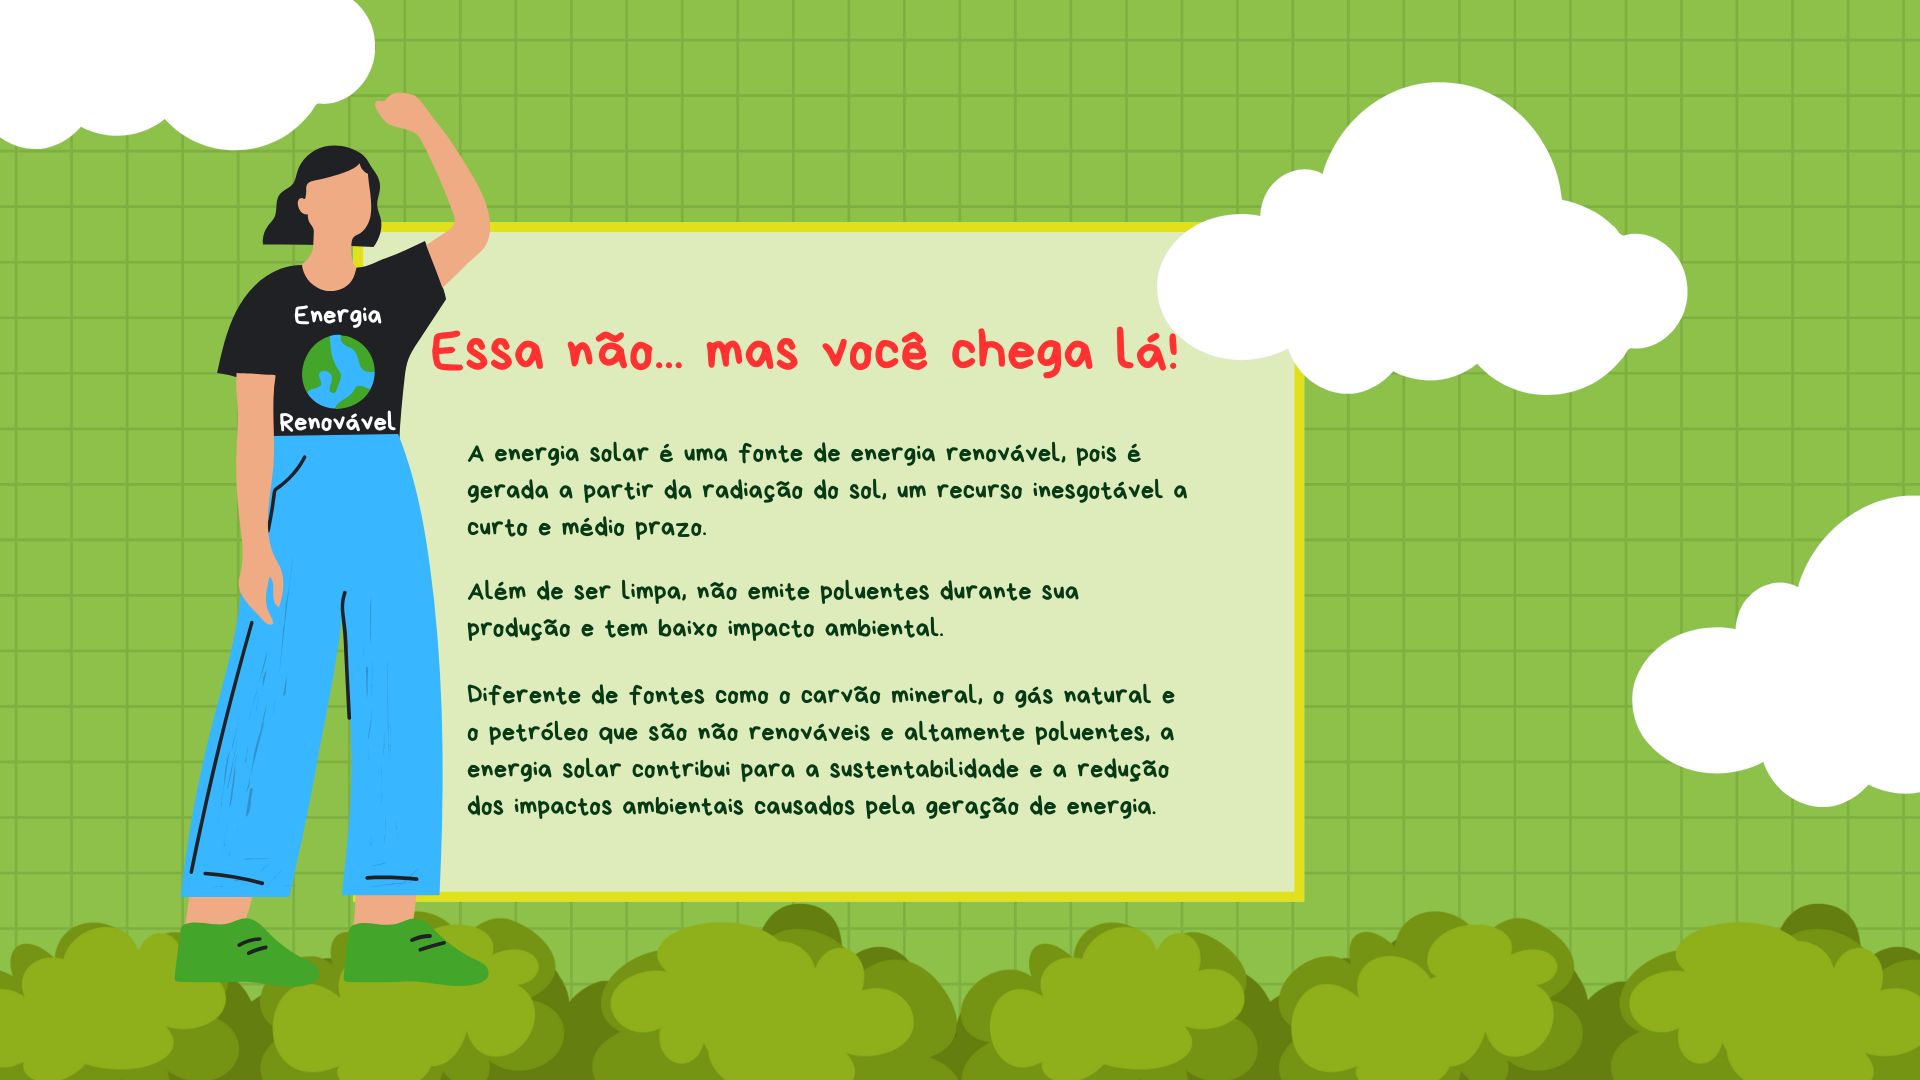 Energia
Renovável
Essa não... mas você chega lá!
A energia solar é uma fonte de energia renovável, pois é
gerada a partir da radiação do sol, um recurso inesgotável a
curto e médio prazo.
Além de ser limpa, não emite poluentes durante sua
produção e tem baixo impacto ambiental.
Diferente de fontes como o carvão mineral, o gás natural e
o petróleo que são não renováveis e altamente poluentes, a
energia solar contribui para a sustentabilidade e a redução
dos impactos ambientais causados pela geração de energia.